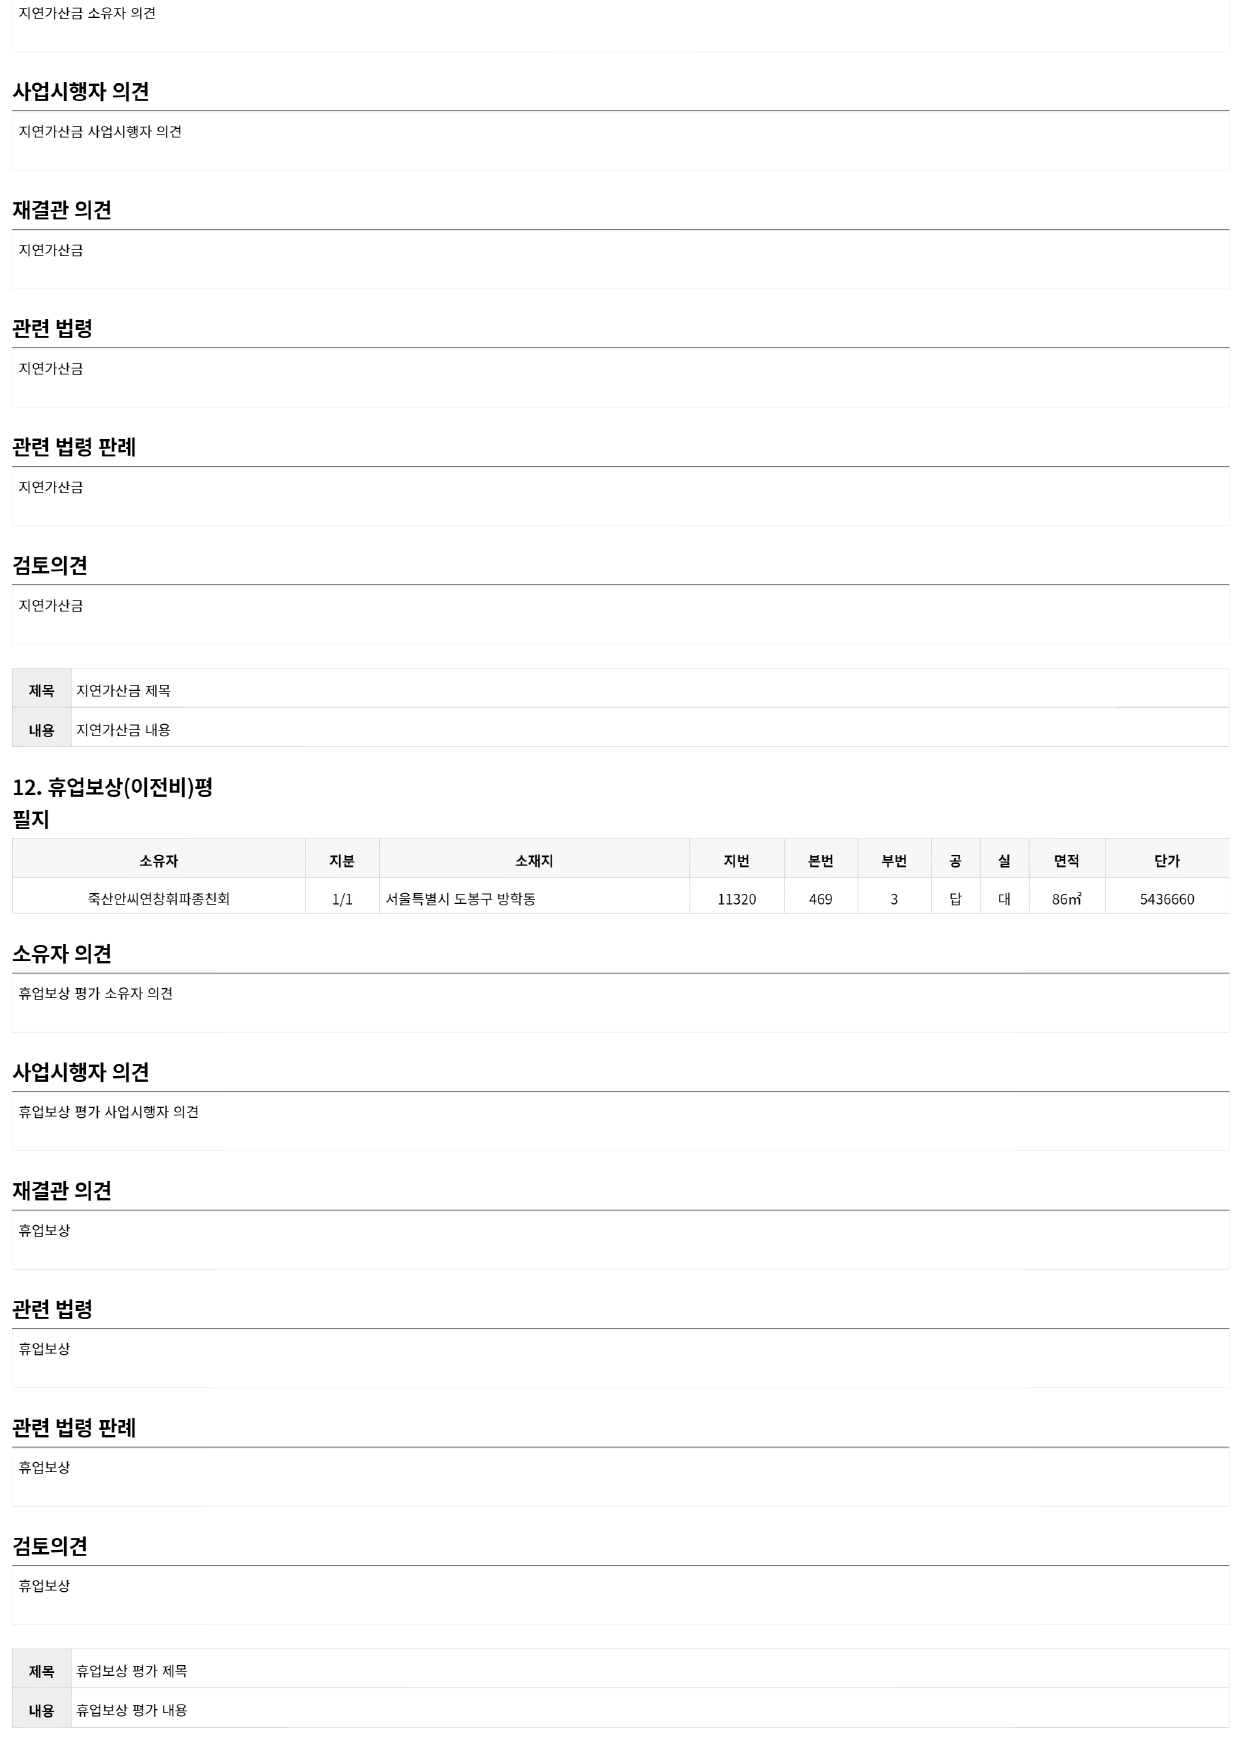 지연가산금 소유자 의견
사업시행자 의견
지연가산금 사업시행자 의견
재결관 의견
지연가산금
관련 법령
지연가산금
관련 법령 판례
지연가산금
검토의견
지연가산금
제목 지연가산금 제목
내용 지연가산금 내용
12. 휴업보상(이전비)평
필지
소유자 지분 소재지 지번 본번 부번 공 실 면적 단가
죽산안씨연창휘파종친회 1/1 서울특별시 도봉구 방학동 11320 469 3 답 대 86㎡ 5436660
소유자 의견
휴업보상 평가 소유자 의견
사업시행자 의견
휴업보상 평가 사업시행자 의견
재결관 의견
휴업보상
관련 법령
휴업보상
관련 법령 판례
휴업보상
검토의견
휴업보상
제목 휴업보상 평가 제목
내용 휴업보상 평가 내용